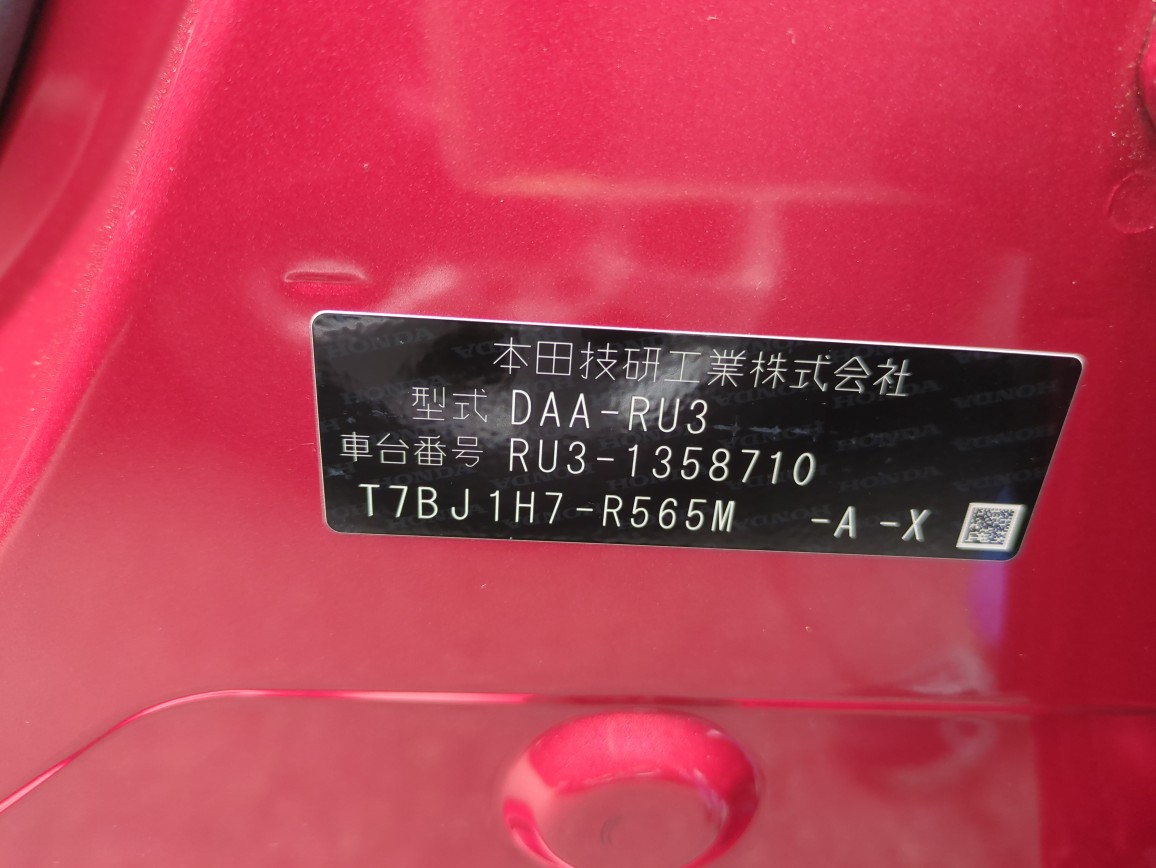 本田技研工業株式会社
型式 DAA-RU3
車台番号 RU3-1358710
T7BJ1H7-R565M -A -X